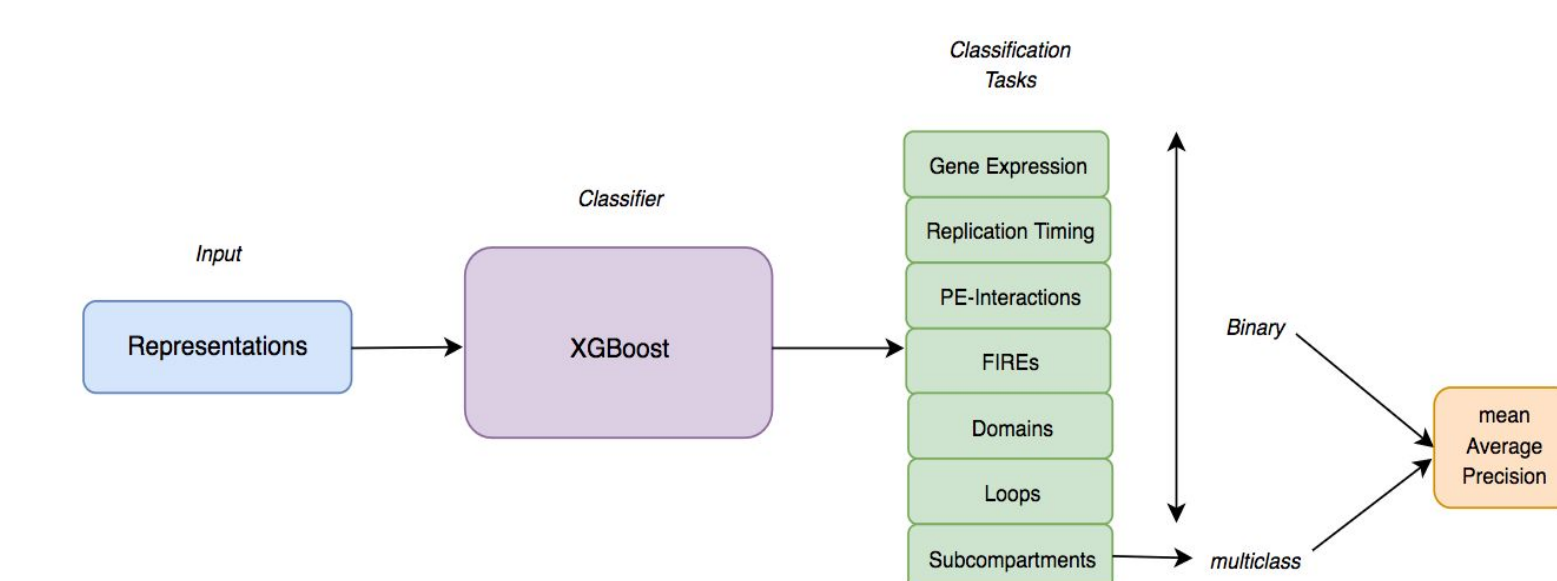 Classification
Tasks
Gene Expression
Classifier
Replication Timing
Input
PE-Interactions
Binary
Representations
XGBoost
FIREs
mean
Average
Precision
Domains
Loops
Subcompartments
multiclass